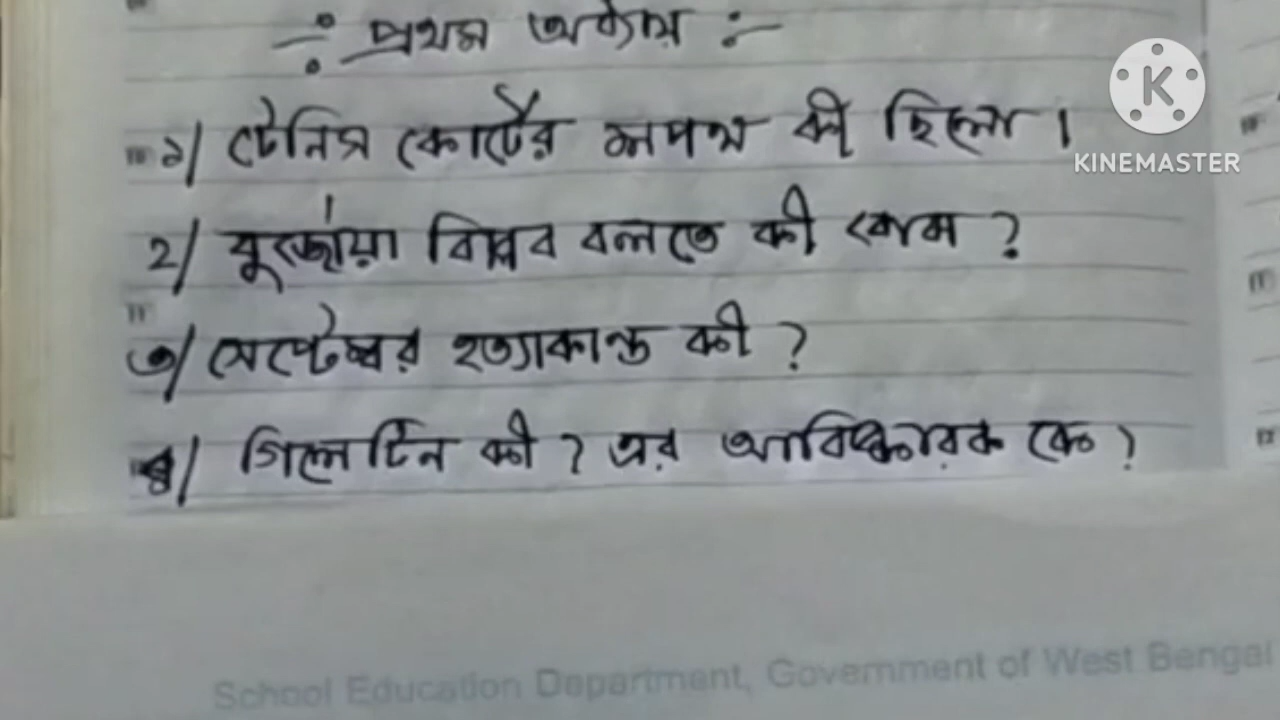 -: প্রথম অধ্যায় :-
KINEMASTER
১/ টেনিস কোর্টের শপথ কী ছিলো ।
২/ বুর্জোয়া বিপ্লব বলতে কী বোঝ ?
৩/ সেপ্টেম্বর হত্যাকান্ড কী ?
৪/ গিলোটিন কী ? এর আবিষ্কারক কে ?
School Education Department, Government of West Bengal